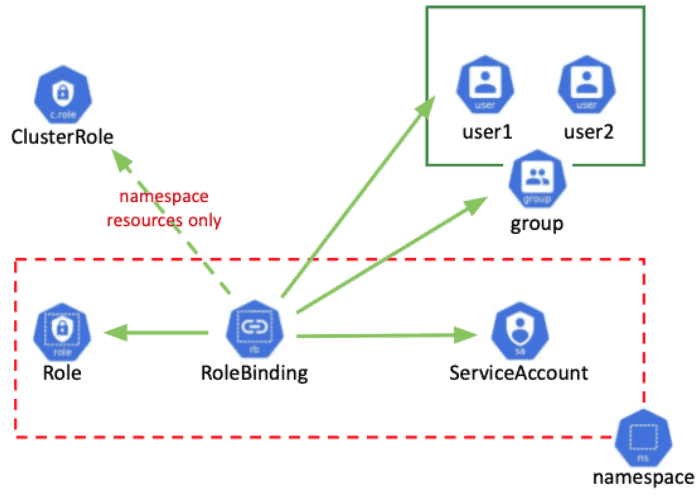 c.role
ClusterRole
user
user1
user
user2
group
group
namespace
resources only
role
Role
rb
RoleBinding
sa
ServiceAccount
ns
namespace